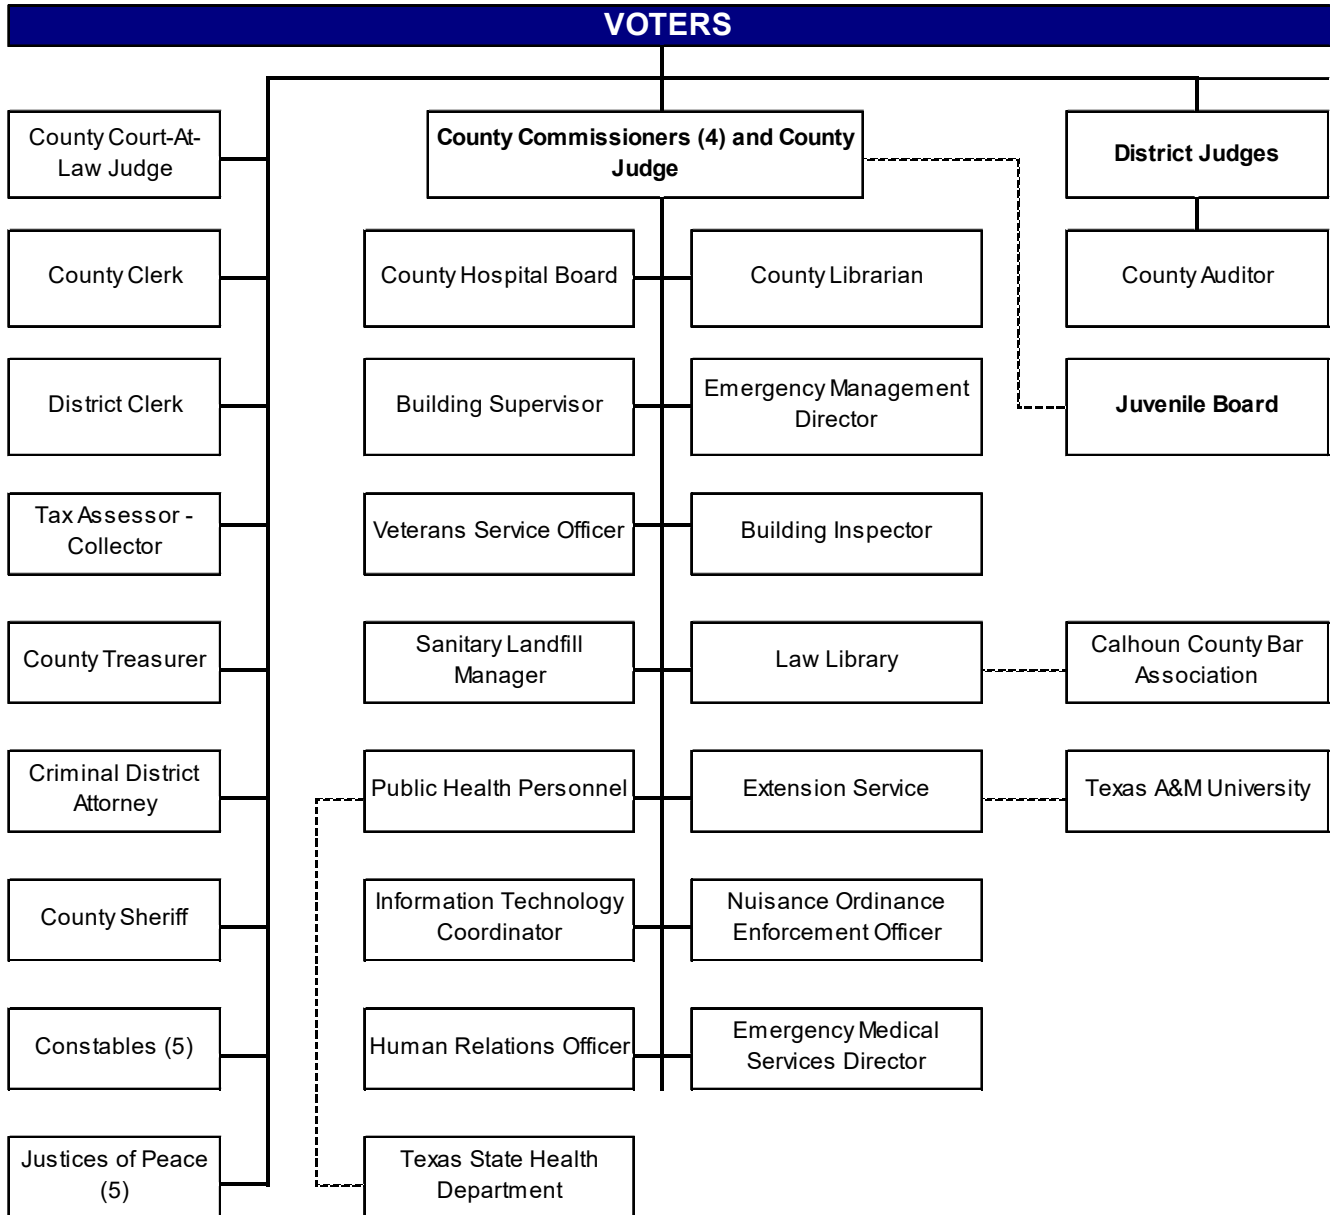 VOTERS
County Court-At-
Law Judge
County Commissioners (4) and County
Judge
District Judges
County Clerk
County Hospital Board
County Librarian
County Auditor
District Clerk
Building Supervisor
Emergency Management
Director
Juvenile Board
Tax Assessor -
Collector
Veterans Service Officer
Building Inspector
County Treasurer
Sanitary Landfill
Manager
Law Library
Calhoun County Bar
Association
Criminal District
Attorney
Public Health Personnel
Extension Service
Texas A&M University
County Sheriff
Information Technology
Coordinator
Nuisance Ordinance
Enforcement Officer
Constables (5)
Human Relations Officer
Emergency Medical
Services Director
Justices of Peace
(5)
Texas State Health
Department